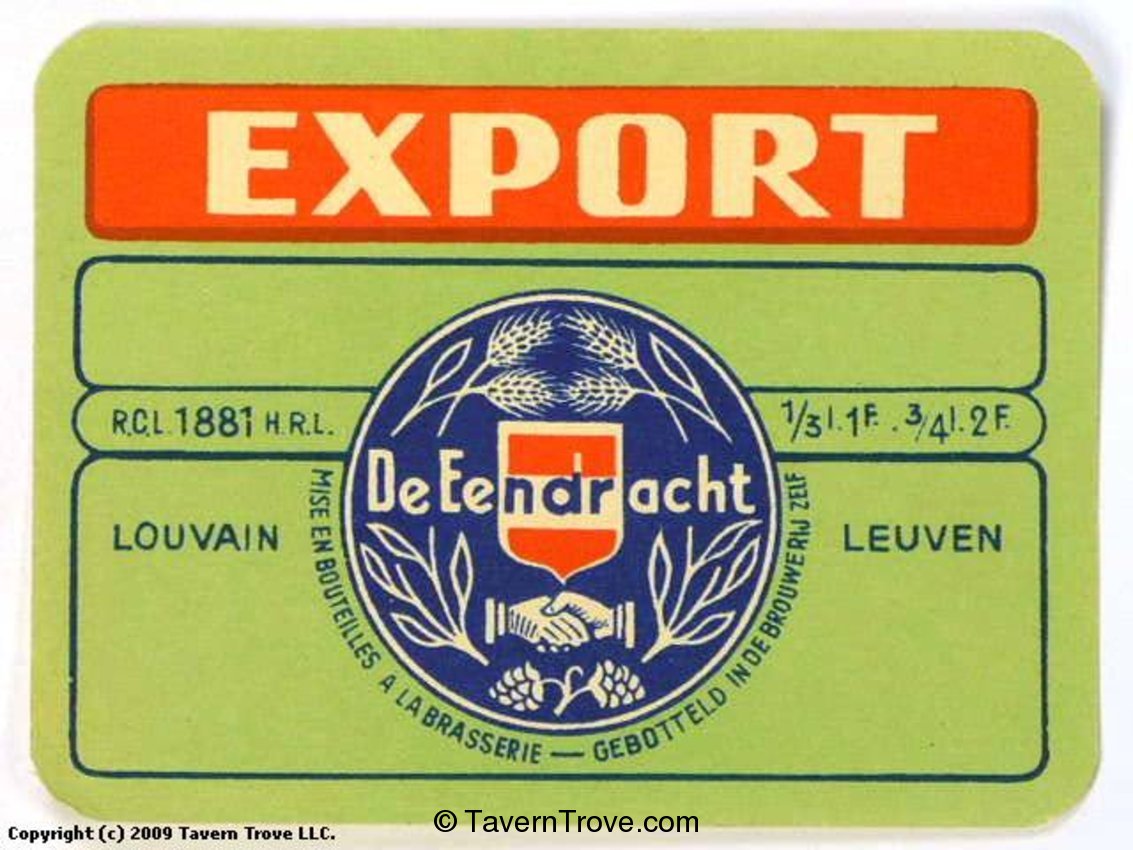 EXPORT
R.C.L. 1881 H.R.L.
1/3 l. 1 F. . 3/4 l. 2 F.
De Eendracht
LOUVAIN
LEUVEN
MISE EN BOUTEILLES A LA BRASSERIE — GEBOTTELD IN DE BROUWERIJ ZELF
© TavernTrove.com
Copyright (c) 2009 Tavern Trove LLC.